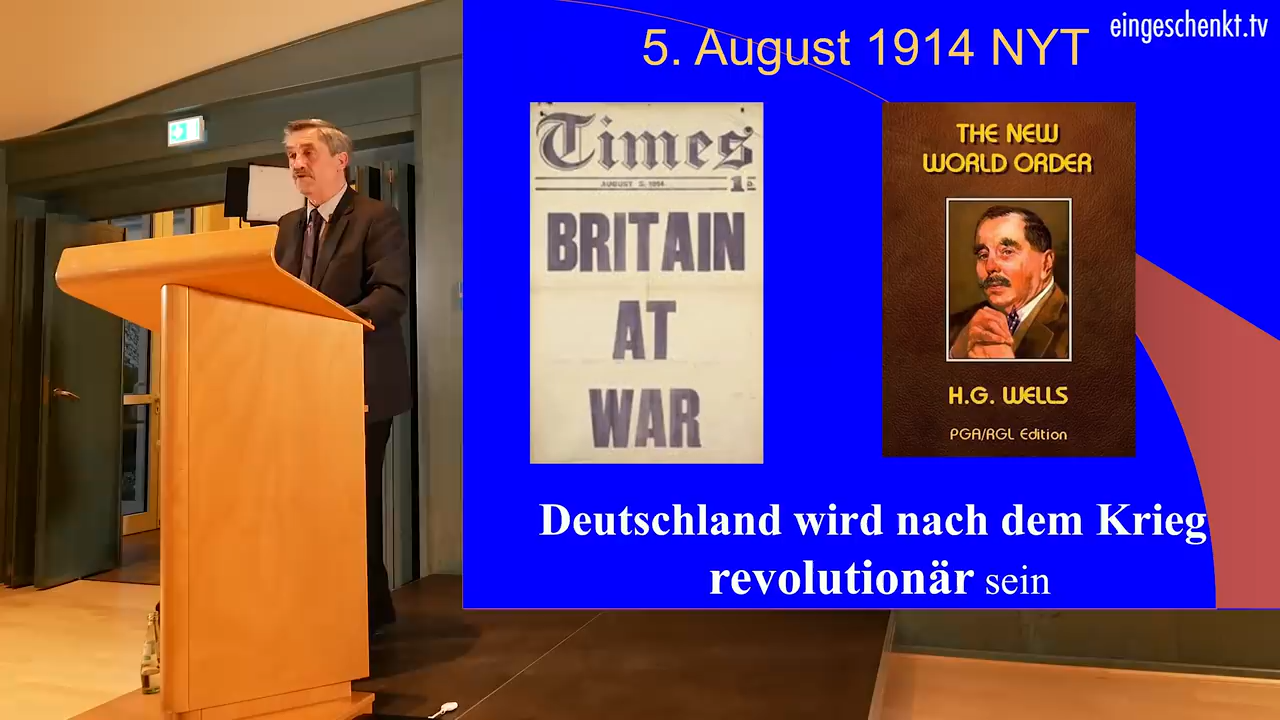 eingeschenkt.tv
5. August 1914 NYT
Times
AUGUST 5, 1914
1D.
BRITAIN
AT
WAR
THE NEW
WORLD ORDER
H.G. WELLS
PGA/RGL Edition
Deutschland wird nach dem Krieg
revolutionär sein